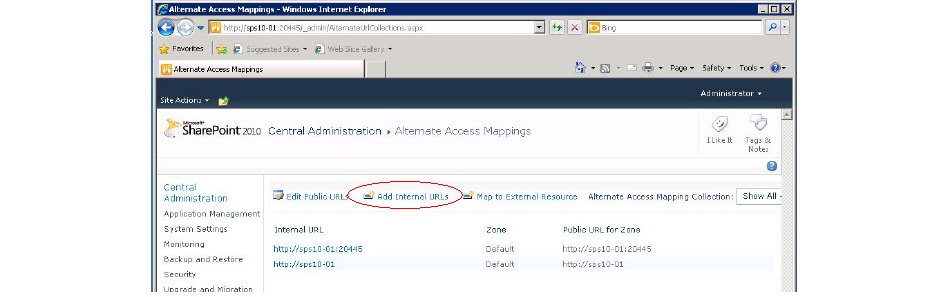 Alternate Access Mappings - Windows Internet Explorer
http://sps10-01:20445/_admin/AlternateUrlCollections.aspx
Bing
Favorites Suggested Sites Web Slice Gallery
Alternate Access Mappings
Page Safety Tools
Administrator
Site Actions
Microsoft
SharePoint 2010 Central Administration Alternate Access Mappings
I Like It Tags &
Notes
Central
Administration
Application Management
System Settings
Monitoring
Backup and Restore
Security
Upgrade and Migration
Edit Public URLs Add Internal URLs Map to External Resource Alternate Access Mapping Collection: Show All
Internal URL Zone Public URL for Zone
http://sps10-01:20445 Default http://sps10-01:20445
http://sps10-01 Default http://sps10-01